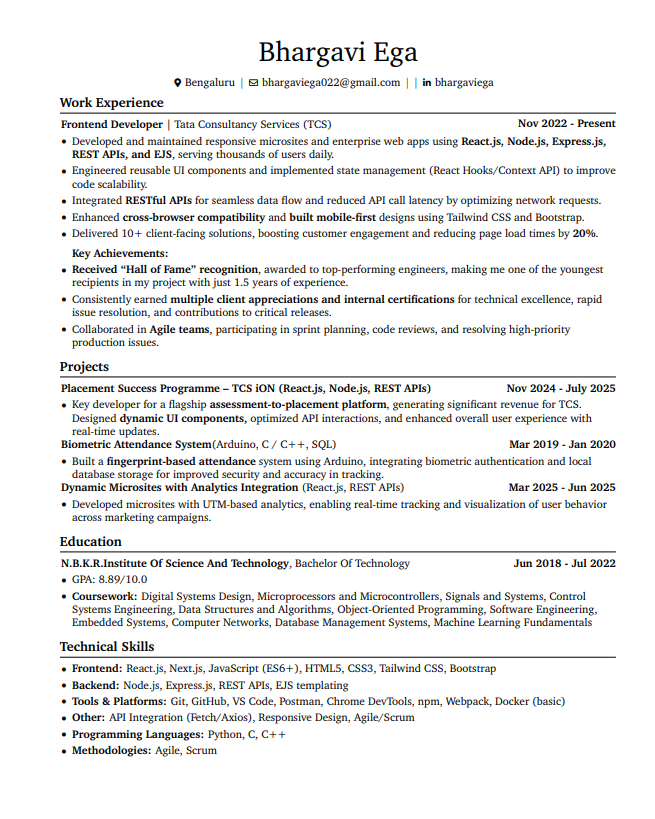 Bhargavi Ega
Bengaluru | bhargaviega022@gmail.com | | in bhargaviega
Work Experience
Frontend Developer | Tata Consultancy Services (TCS) Nov 2022 - Present
• Developed and maintained responsive microsites and enterprise web apps using React.js, Node.js, Express.js,
REST APIs, and EJS, serving thousands of users daily.
• Engineered reusable UI components and implemented state management (React Hooks/Context API) to improve
code scalability.
• Integrated RESTful APIs for seamless data flow and reduced API call latency by optimizing network requests.
• Enhanced cross-browser compatibility and built mobile-first designs using Tailwind CSS and Bootstrap.
• Delivered 10+ client-facing solutions, boosting customer engagement and reducing page load times by 20%.
Key Achievements:
• Received “Hall of Fame” recognition, awarded to top-performing engineers, making me one of the youngest
recipients in my project with just 1.5 years of experience.
• Consistently earned multiple client appreciations and internal certifications for technical excellence, rapid
issue resolution, and contributions to critical releases.
• Collaborated in Agile teams, participating in sprint planning, code reviews, and resolving high-priority
production issues.
Projects
Placement Success Programme – TCS iON (React.js, Node.js, REST APIs) Nov 2024 - July 2025
• Key developer for a flagship assessment-to-placement platform, generating significant revenue for TCS.
Designed dynamic UI components, optimized API interactions, and enhanced overall user experience with
real-time updates.
Biometric Attendance System(Arduino, C / C++, SQL) Mar 2019 - Jan 2020
• Built a fingerprint-based attendance system using Arduino, integrating biometric authentication and local
database storage for improved security and accuracy in tracking.
Dynamic Microsites with Analytics Integration (React.js, REST APIs) Mar 2025 - Jun 2025
• Developed microsites with UTM-based analytics, enabling real-time tracking and visualization of user behavior
across marketing campaigns.
Education
N.B.K.R.Institute Of Science And Technology, Bachelor Of Technology Jun 2018 - Jul 2022
• GPA: 8.89/10.0
• Coursework: Digital Systems Design, Microprocessors and Microcontrollers, Signals and Systems, Control
Systems Engineering, Data Structures and Algorithms, Object-Oriented Programming, Software Engineering,
Embedded Systems, Computer Networks, Database Management Systems, Machine Learning Fundamentals
Technical Skills
• Frontend: React.js, Next.js, JavaScript (ES6+), HTML5, CSS3, Tailwind CSS, Bootstrap
• Backend: Node.js, Express.js, REST APIs, EJS templating
• Tools & Platforms: Git, GitHub, VS Code, Postman, Chrome DevTools, npm, Webpack, Docker (basic)
• Other: API Integration (Fetch/Axios), Responsive Design, Agile/Scrum
• Programming Languages: Python, C, C++
• Methodologies: Agile, Scrum